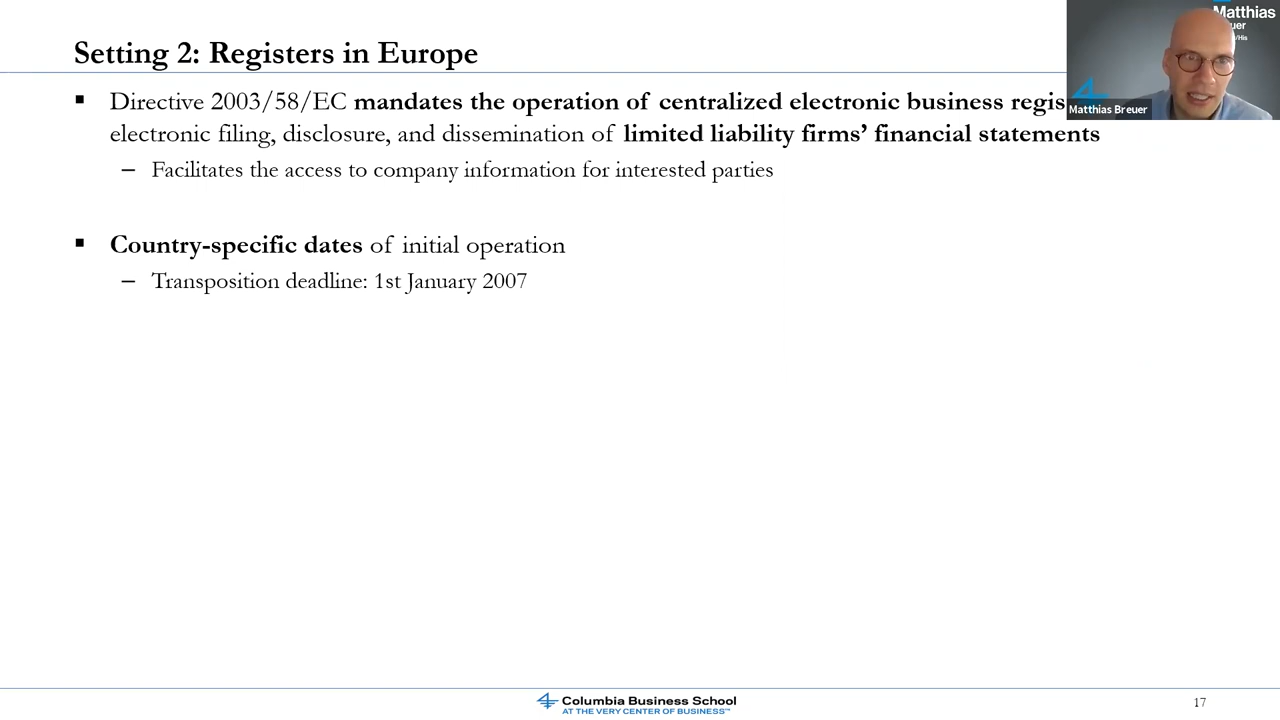 Setting 2: Registers in Europe
▪ Directive 2003/58/EC mandates the operation of centralized electronic business
electronic filing, disclosure, and dissemination of limited liability firms’ financial statements
– Facilitates the access to company information for interested parties
▪ Country-specific dates of initial operation
– Transposition deadline: 1st January 2007
Matthias
Matthias Breuer
Columbia Business School
AT THE VERY CENTER OF BUSINESS™
17